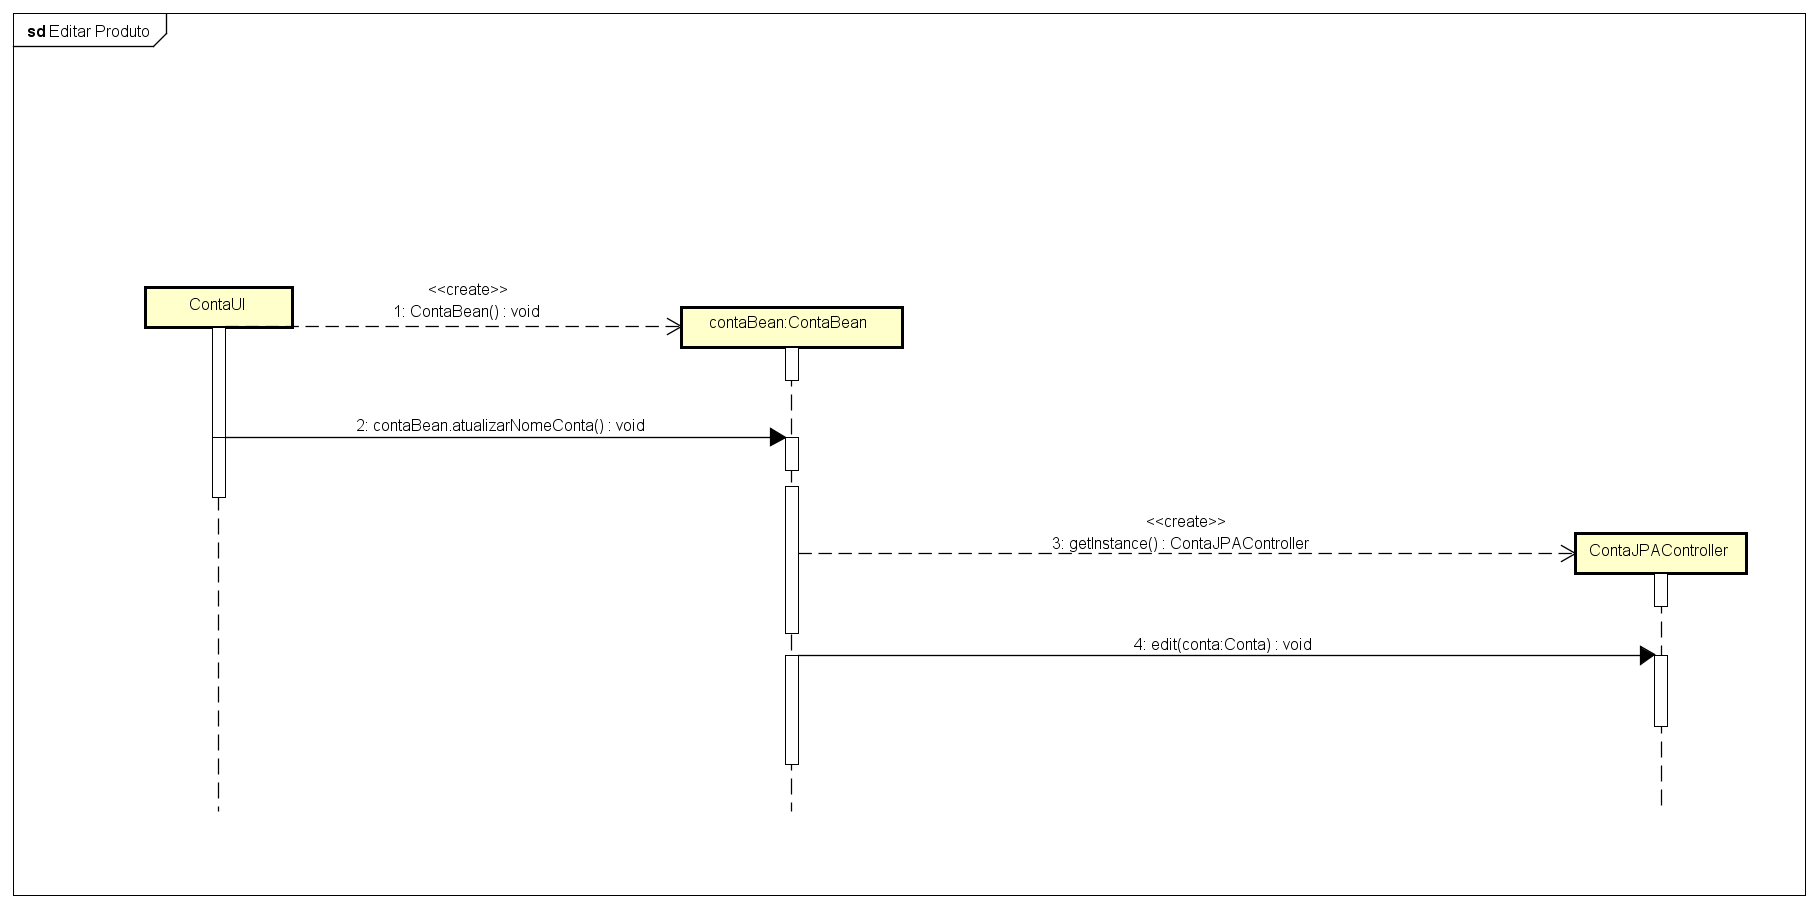 sd Editar Produto
ContaUI
<<create>>
1: ContaBean() : void
contaBean:ContaBean
2: contaBean.atualizarNomeConta() : void
<<create>>
3: getInstance() : ContaJPAController
ContaJPAController
4: edit(conta:Conta) : void